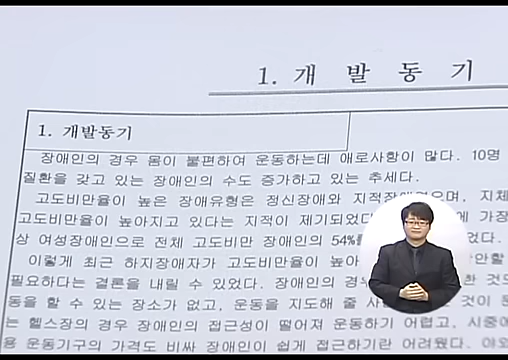 1. 개 발 동 기
1. 개발동기
장애인의 경우 몸이 불편하여 운동하는데 애로사항이 많다. 10명
질환을 갖고 있는 장애인의 수도 증가하고 있는 추세다.
고도비만율이 높은 장애유형은 정신장애와 지적장애 지체
고도비만율이 높아지고 있다는 지적이 제기되었다 에 가장
상 여성장애인으로 전체 고도비만 장애인의 54%
이렇게 최근 하지장애자가 고도비만율이 높아
필요하다는 결론을 내릴 수 있었다. 장애인의 경우
동을 할 수 있는 장소가 없고, 운동을 지도해 줄 것이 문
는 헬스장의 경우 장애인의 접근성이 떨어져 운동하기 어렵고, 시중에
용 운동기구의 가격도 비싸 장애인이 쉽게 접근하기란 어려웠다.